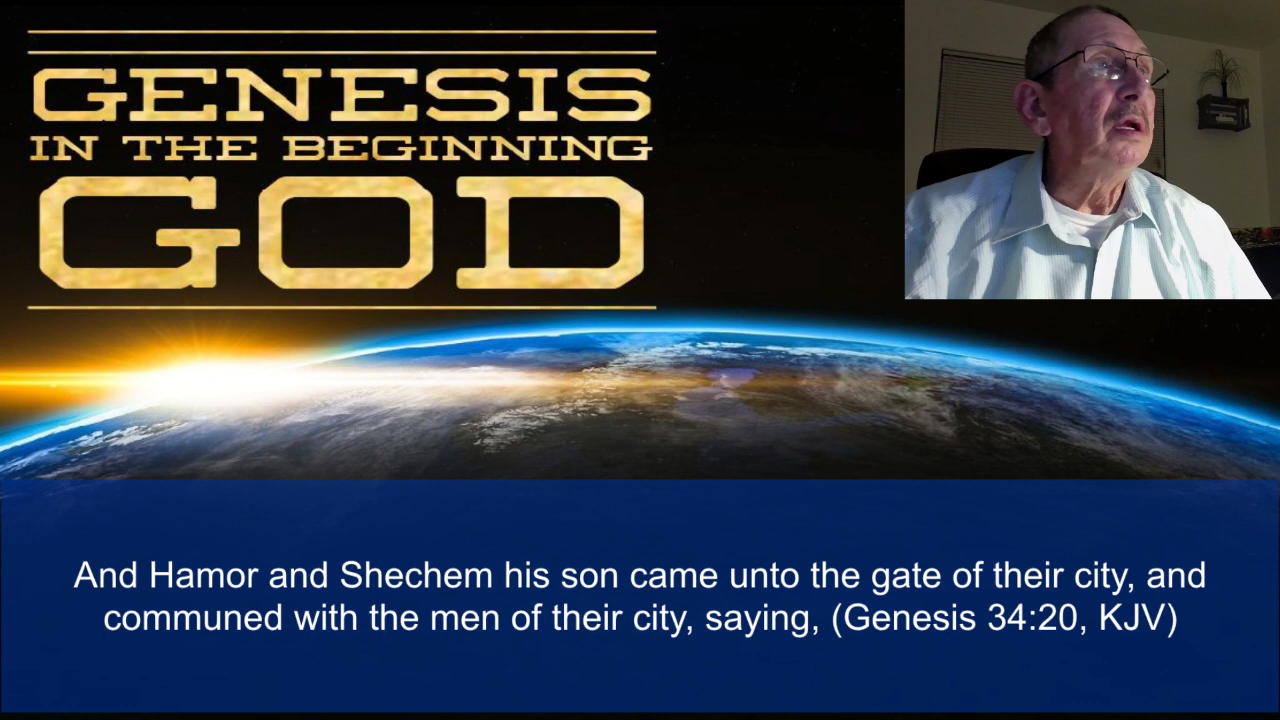 GENESIS
IN THE BEGINNING
GOD
And Hamor and Shechem his son came unto the gate of their city, and
communed with the men of their city, saying, (Genesis 34:20, KJV)